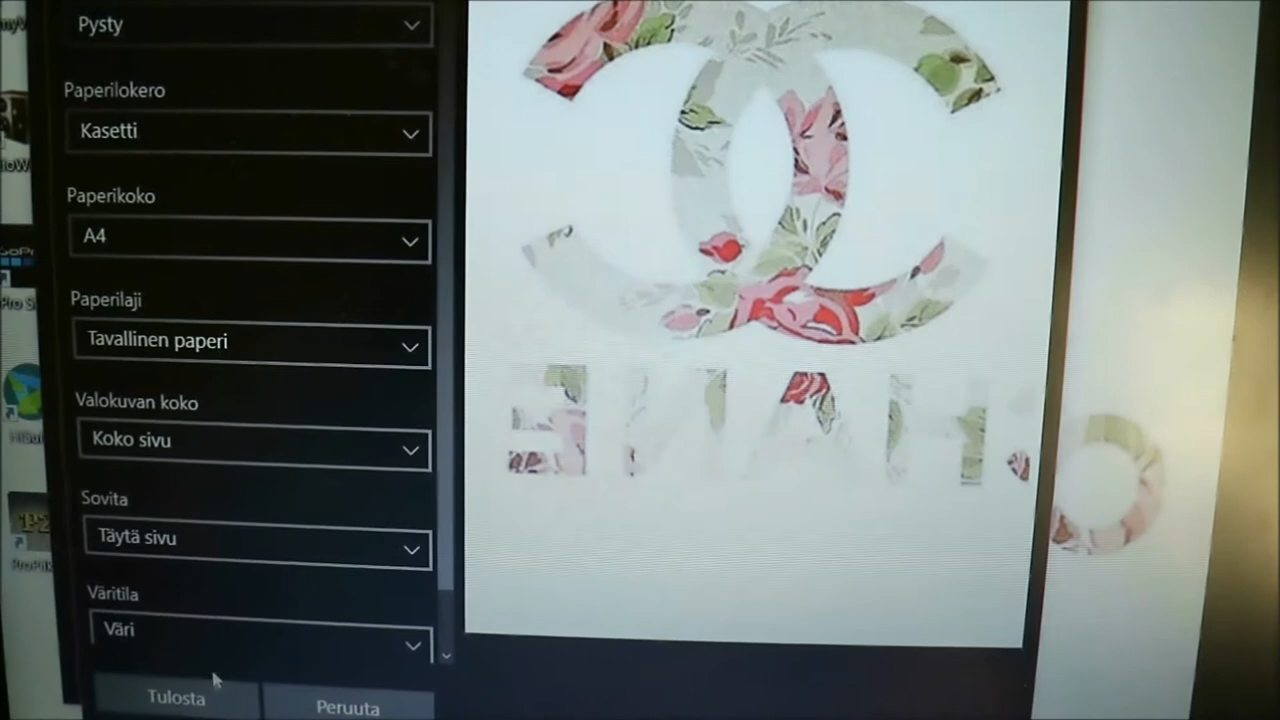 Pysty
Paperilokero
Kasetti
Paperikoko
A4
Paperilaji
Tavallinen paperi
Valokuvan koko
Koko sivu
Sovita
Täytä sivu
Väritila
Väri
Tulosta
Peruuta
CHANEL